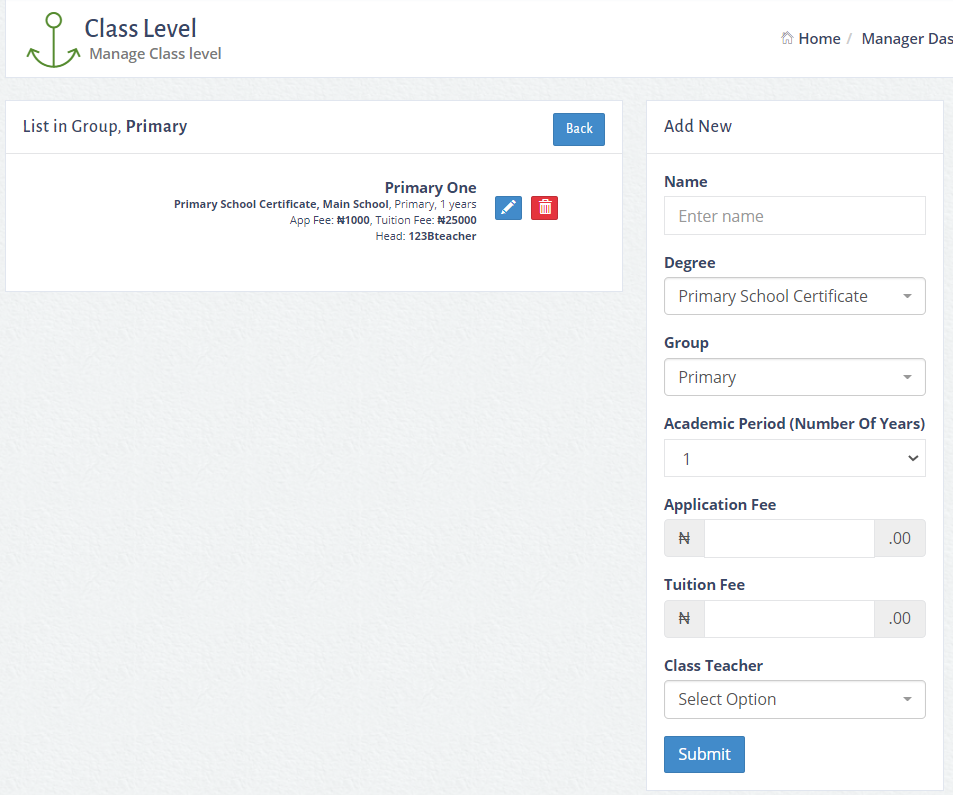 Class Level
Manage Class level
Home / Manager Das
List in Group, Primary
Back
Primary One
Primary School Certificate, Main School, Primary, 1 years
App Fee: ₦1000, Tuition Fee: ₦25000
Head: 123Bteacher
Add New
Name
Enter name
Degree
Primary School Certificate
Group
Primary
Academic Period (Number Of Years)
1
Application Fee
₦ .00
Tuition Fee
₦ .00
Class Teacher
Select Option
Submit